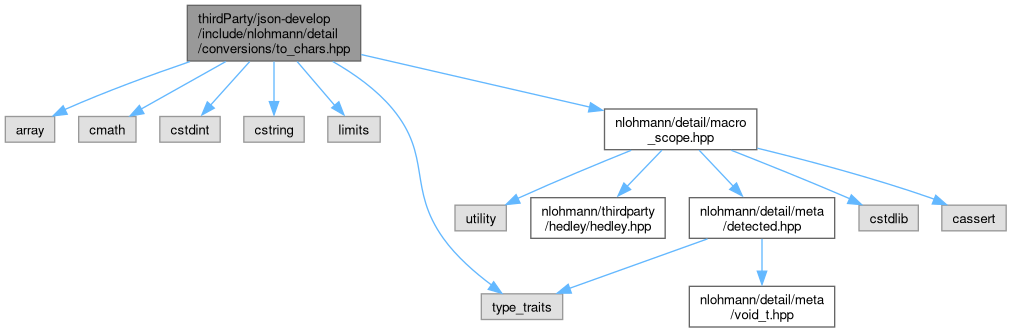 thirdParty/json-develop
/include/nlohmann/detail
/conversions/to_chars.hpp
array
cmath
cstdint
cstring
limits
nlohmann/detail/macro
_scope.hpp
utility
nlohmann/thirdparty
/hedley/hedley.hpp
nlohmann/detail/meta
/detected.hpp
cstdlib
cassert
type_traits
nlohmann/detail/meta
/void_t.hpp